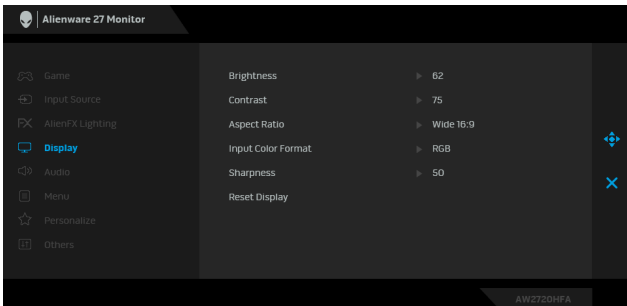 Alienware 27 Monitor
Game
Input Source
FX AlienFX Lighting
Display
Audio
Menu
Personalize
Others
Brightness 62
Contrast 75
Aspect Ratio Wide 16:9
Input Color Format RGB
Sharpness 50
Reset Display
AW2720HFA